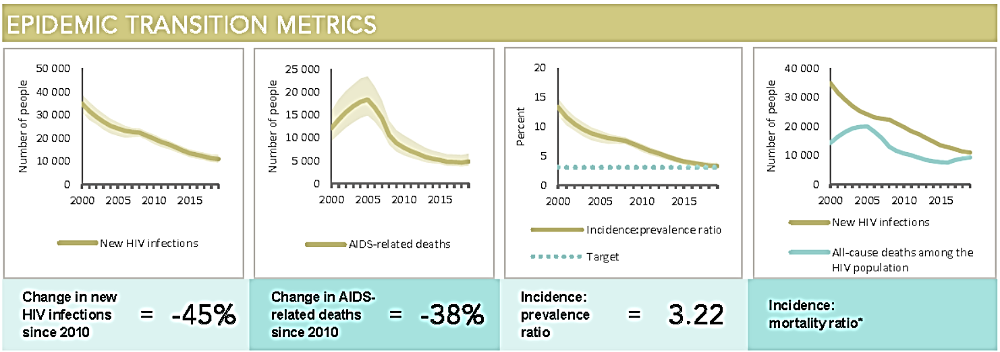 EPIDEMIC TRANSITION METRICS
Number of people
50 000
40 000
30 000
20 000
10 000
0
2000 2005 2010 2015
New HIV infections
Number of people
25 000
20 000
15 000
10 000
5 000
0
2000 2005 2010 2015
AIDS-related deaths
Percent
20
15
10
5
0
2000 2005 2010 2015
Incidence:prevalence ratio
Target
Number of people
40 000
30 000
20 000
10 000
0
2000 2005 2010 2015
New HIV infections
All-cause deaths among the
HIV population
Change in new
HIV infections
since 2010
= -45%
Change in AIDS-
related deaths
since 2010
= -38%
Incidence:
prevalence
ratio
= 3.22
Incidence:
mortality ratio*